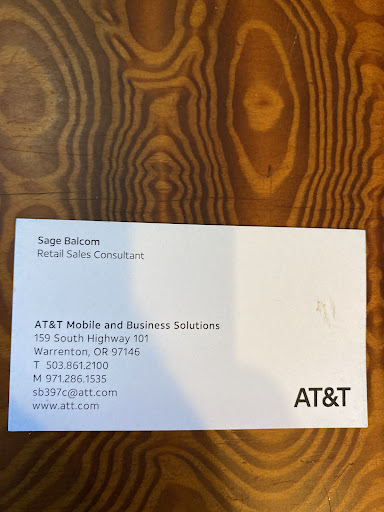 Sage Balcom
Retail Sales Consultant
AT&T Mobile and Business Solutions
159 South Highway 101
Warrenton, OR 97146
T 503.861.2100
M 971.286.1535
sb397c@att.com
www.att.com
AT&T